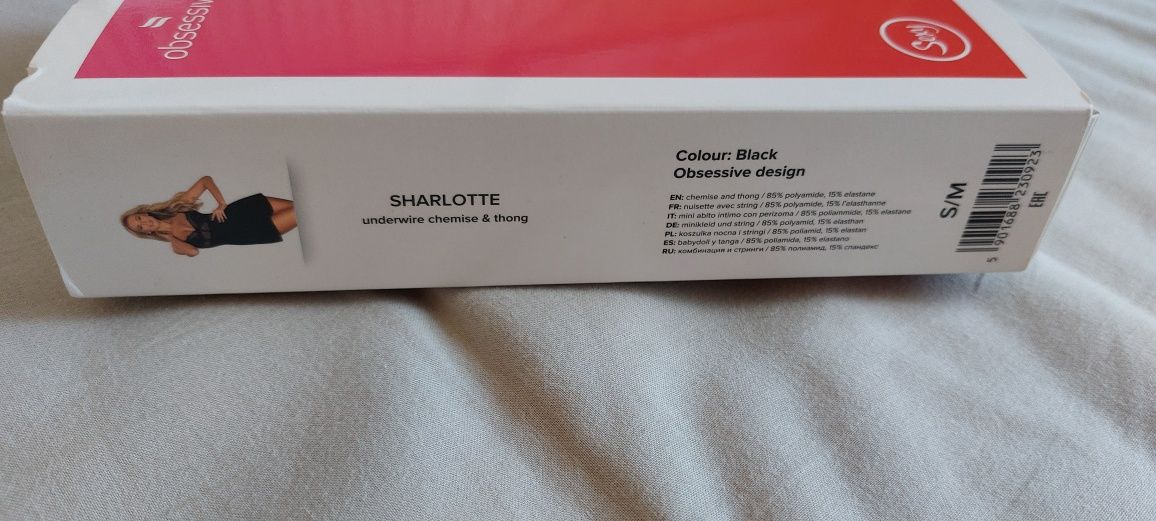 obsessive
Sexy
SHARLOTTE
underwire chemise & thong
Colour: Black
Obsessive design
EN: chemise and thong / 85% polyamide, 15% elastane
FR: nuisette avec string / 85% polyamide, 15% l'elasthanne
IT: mini abito intimo con perizoma / 85% poliammide, 15% elastane
DE: minikleid und string / 85% polyamid, 15% elasthan
PL: koszulka nocna i stringi / 85% poliamid, 15% elastan
ES: babydoll y tanga / 85% poliamida, 15% elastano
RU: комбинация и стринги / 85% полиамид, 15% спандекс
S/M
5 901688 230923
EAC